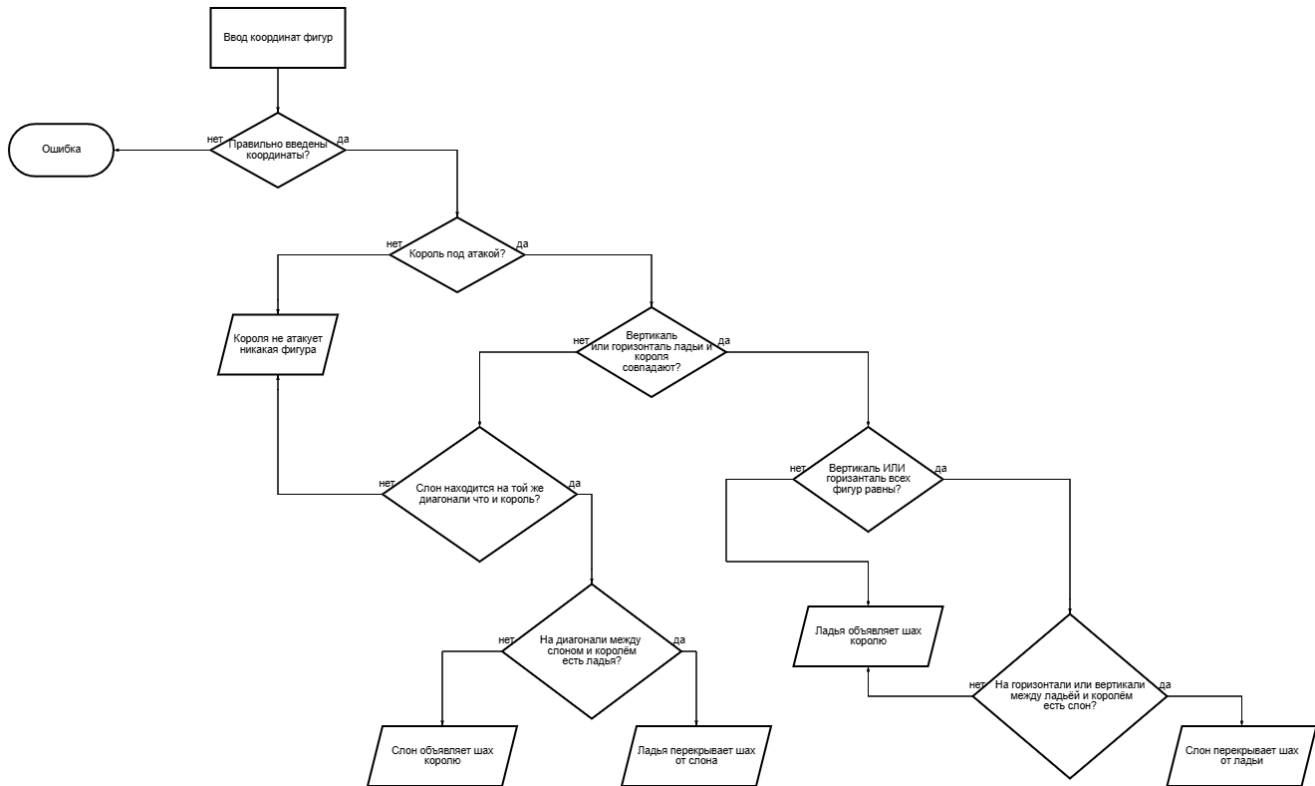 Ввод координат фигур
нет
Правильно введены
координаты?
да
Ошибка
нет
Король под атакой?
да
Короля не атакует
никакая фигура
нет
Вертикаль
или горизонталь ладьи и
короля
совпадают?
да
нет
Слон находится на той же
диагонали что и король?
да
нет
Вертикаль ИЛИ
горизанталь всех
фигур равны?
да
нет
На диагонали между
слоном и королём
есть ладья?
да
Ладья объявляет шах
королю
нет
На горизонтали или вертикали
между ладьёй и королём
есть слон?
да
Слон объявляет шах
королю
Ладья перекрывает шах
от слона
Слон перекрывает шах
от ладьи